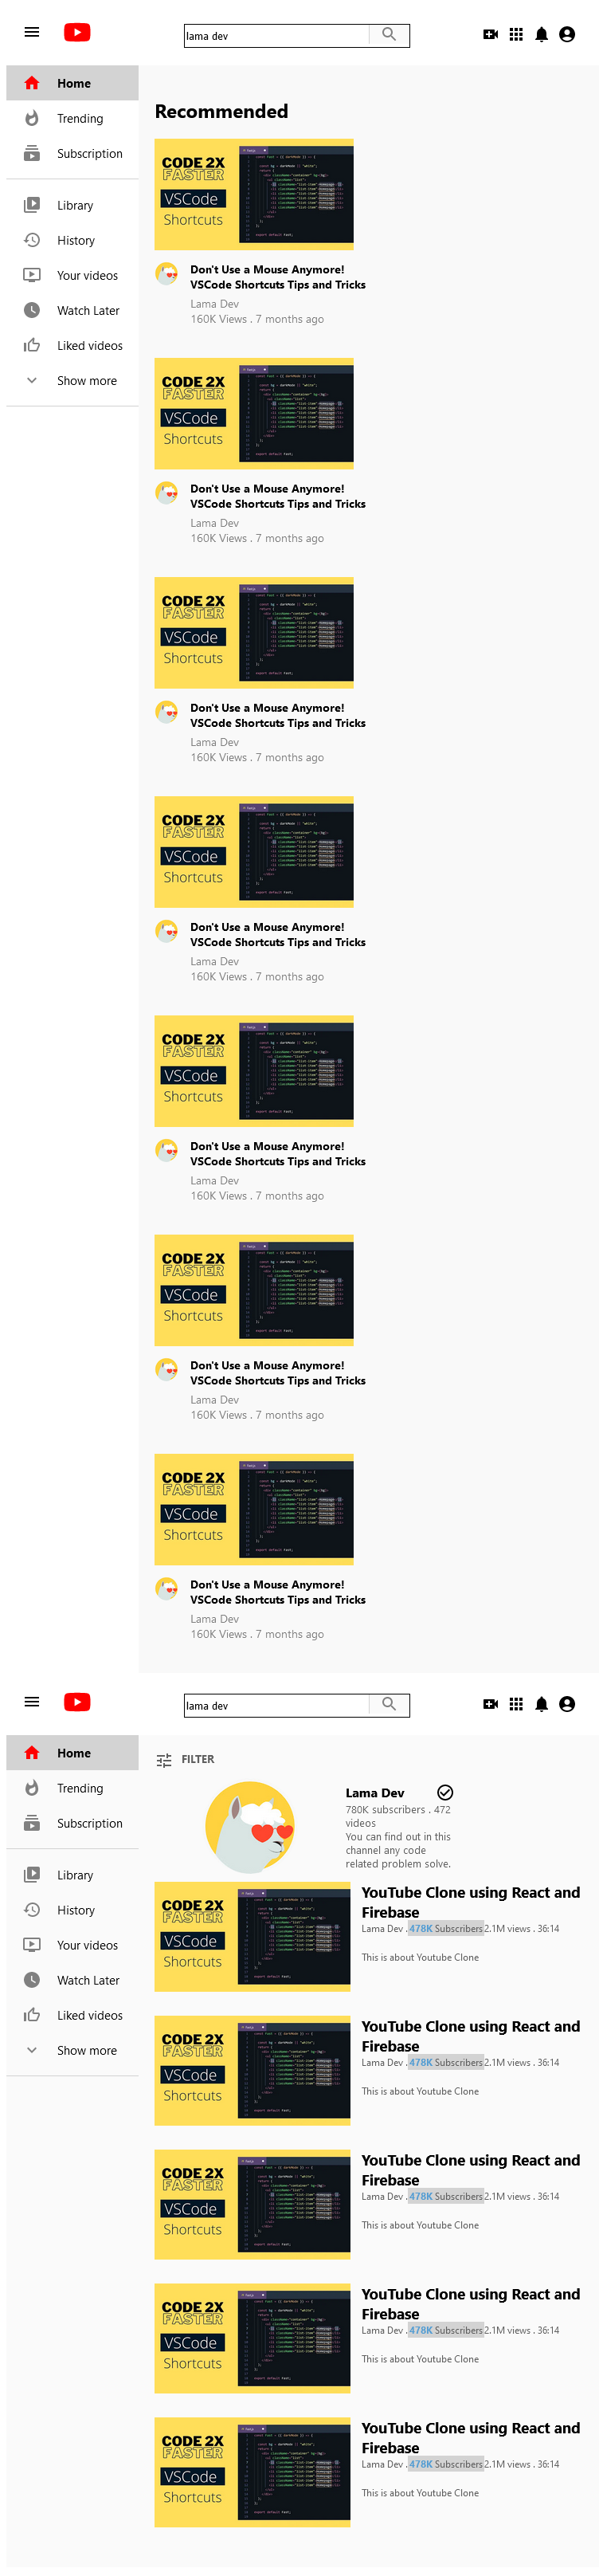 lama dev
Home
Trending
Subscription
Library
History
Your videos
Watch Later
Liked videos
Show more
Recommended
CODE 2X
FASTER
VSCode
Shortcuts
Don't Use a Mouse Anymore!
VSCode Shortcuts Tips and Tricks
Lama Dev
160K Views . 7 months ago
CODE 2X
FASTER
VSCode
Shortcuts
Don't Use a Mouse Anymore!
VSCode Shortcuts Tips and Tricks
Lama Dev
160K Views . 7 months ago
CODE 2X
FASTER
VSCode
Shortcuts
Don't Use a Mouse Anymore!
VSCode Shortcuts Tips and Tricks
Lama Dev
160K Views . 7 months ago
CODE 2X
FASTER
VSCode
Shortcuts
Don't Use a Mouse Anymore!
VSCode Shortcuts Tips and Tricks
Lama Dev
160K Views . 7 months ago
CODE 2X
FASTER
VSCode
Shortcuts
Don't Use a Mouse Anymore!
VSCode Shortcuts Tips and Tricks
Lama Dev
160K Views . 7 months ago
CODE 2X
FASTER
VSCode
Shortcuts
Don't Use a Mouse Anymore!
VSCode Shortcuts Tips and Tricks
Lama Dev
160K Views . 7 months ago
CODE 2X
FASTER
VSCode
Shortcuts
Don't Use a Mouse Anymore!
VSCode Shortcuts Tips and Tricks
Lama Dev
160K Views . 7 months ago
lama dev
Home
Trending
Subscription
Library
History
Your videos
Watch Later
Liked videos
Show more
FILTER
Lama Dev
780K subscribers . 472
videos
You can find out in this
channel any code
related problem solve.
CODE 2X
FASTER
VSCode
Shortcuts
YouTube Clone using React and
Firebase
Lama Dev . 478K Subscribers 2.1M views . 36:14
This is about Youtube Clone
CODE 2X
FASTER
VSCode
Shortcuts
YouTube Clone using React and
Firebase
Lama Dev . 478K Subscribers 2.1M views . 36:14
This is about Youtube Clone
CODE 2X
FASTER
VSCode
Shortcuts
YouTube Clone using React and
Firebase
Lama Dev . 478K Subscribers 2.1M views . 36:14
This is about Youtube Clone
CODE 2X
FASTER
VSCode
Shortcuts
YouTube Clone using React and
Firebase
Lama Dev . 478K Subscribers 2.1M views . 36:14
This is about Youtube Clone
CODE 2X
FASTER
VSCode
Shortcuts
YouTube Clone using React and
Firebase
Lama Dev . 478K Subscribers 2.1M views . 36:14
This is about Youtube Clone